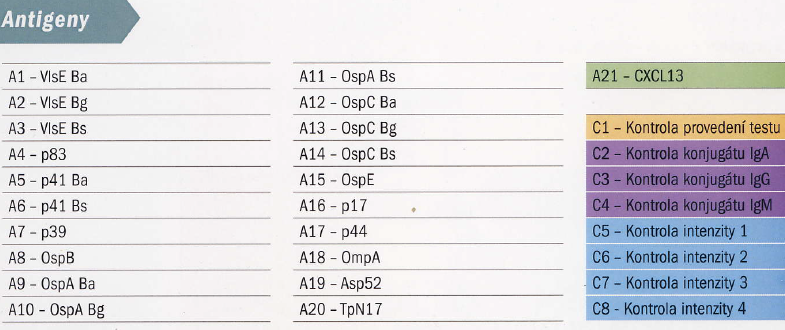 Antigeny
A1 – VlsE Ba
A2 – VlsE Bg
A3 – VlsE Bs
A4 – p83
A5 – p41 Ba
A6 – p41 Bs
A7 – p39
A8 – OspB
A9 – OspA Ba
A10 – OspA Bg
A11 – OspA Bs
A12 – OspC Ba
A13 – OspC Bg
A14 – OspC Bs
A15 – OspE
A16 – p17
A17 – p44
A18 – OmpA
A19 – Asp52
A20 – TpN17
A21 – CXCL13
C1 – Kontrola provedení testu
C2 – Kontrola konjugátu IgA
C3 – Kontrola konjugátu IgG
C4 – Kontrola konjugátu IgM
C5 – Kontrola intenzity 1
C6 – Kontrola intenzity 2
C7 – Kontrola intenzity 3
C8 - Kontrola intenzity 4